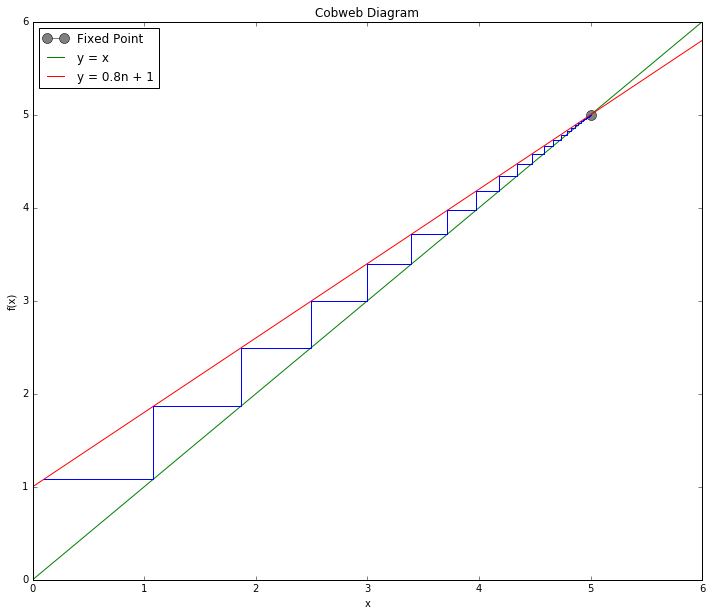 Cobweb Diagram
Fixed Point
y = x
y = 0.8n + 1
6
5
4
3
2
1
0
f(x)
0 1 2 3 4 5 6
x